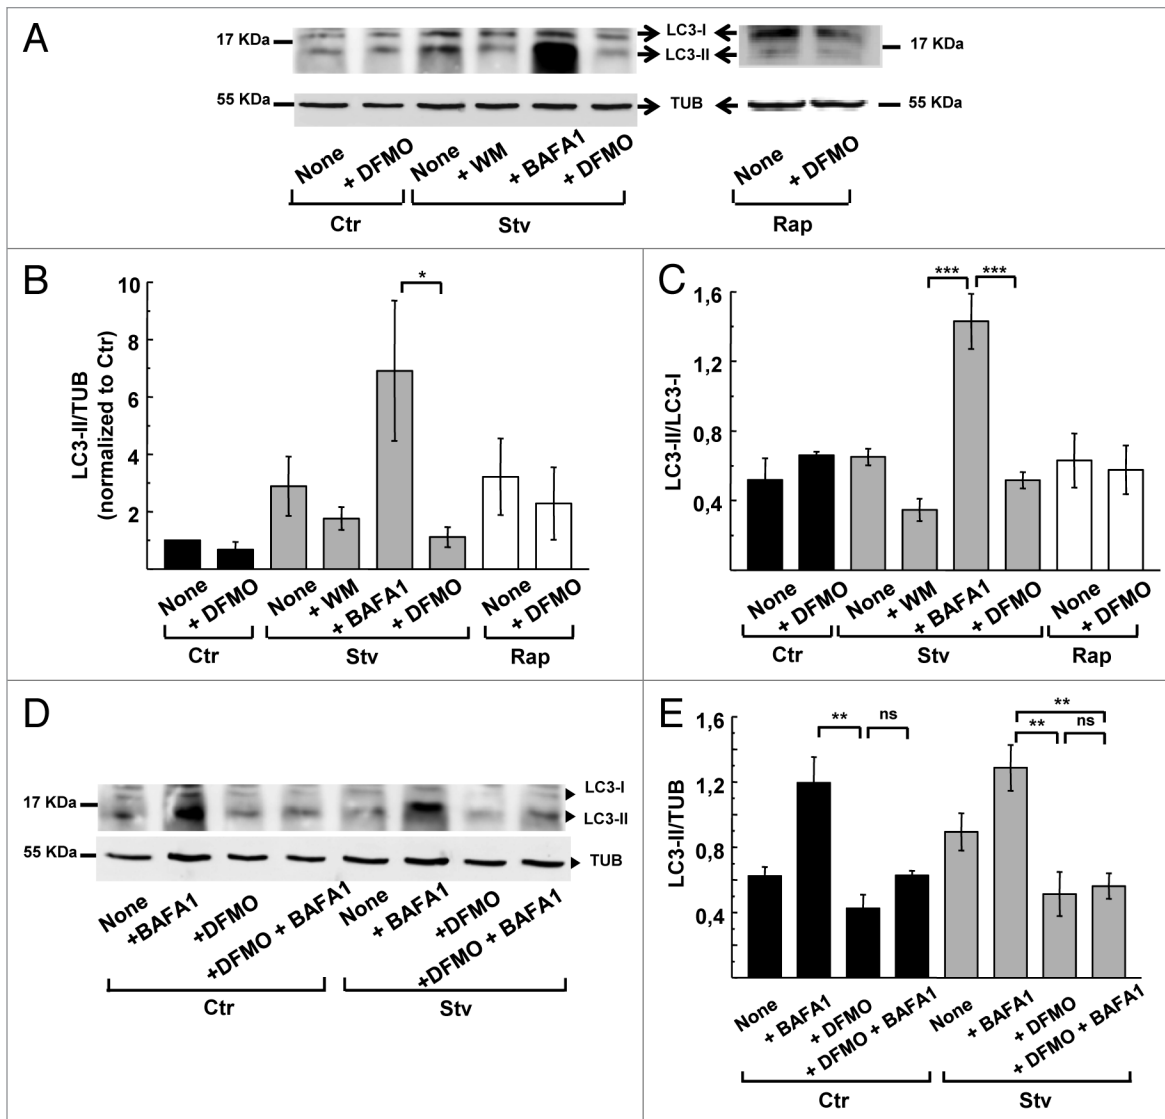 A
17 KDa
LC3-I
LC3-II
17 KDa
55 KDa
TUB
55 KDa
None
+ DFMO
None
+ WM
+ BAFA1
+ DFMO
None
+ DFMO
Ctr
Stv
Rap
B
LC3-II/TUB
(normalized to Ctr)
10
8
6
4
2
*
None
+ DFMO
None
+ WM
+ BAFA1
+ DFMO
None
+ DFMO
Ctr
Stv
Rap
C
LC3-II/LC3-I
1,6
1,2
0,8
0,4
***
***
None
+ DFMO
None
+ WM
+ BAFA1
+ DFMO
None
+ DFMO
Ctr
Stv
Rap
D
17 KDa
LC3-I
LC3-II
55 KDa
TUB
None
+BAFA1
+DFMO
+DFMO + BAFA1
None
+ BAFA1
+DFMO
+DFMO + BAFA1
Ctr
Stv
E
LC3-II/TUB
1,6
1,2
0,8
0,4
**
ns
**
**
ns
None
+ BAFA1
+ DFMO
+ DFMO + BAFA1
None
+ BAFA1
+ DFMO
+ DFMO + BAFA1
Ctr
Stv